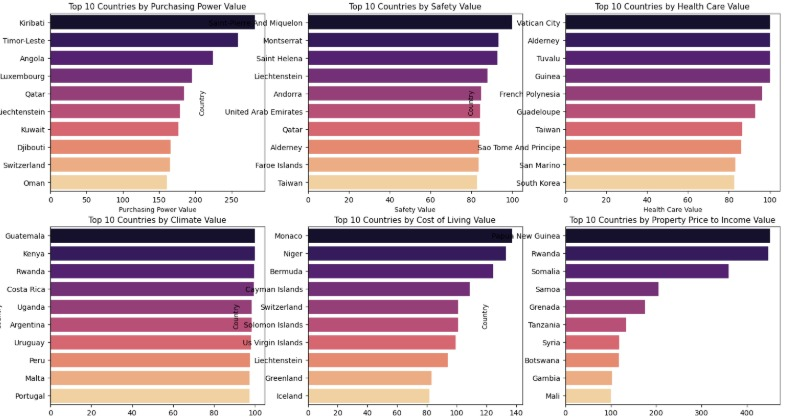 Top 10 Countries by Purchasing Power Value
Kiribati
Timor-Leste
Angola
Luxembourg
Qatar
iechtenstein
Kuwait
Djibouti
Switzerland
Oman
0 50 100 150 200 250
Purchasing Power Value
Top 10 Countries by Safety Value
And Miquelon
Montserrat
Saint Helena
Liechtenstein
Andorra
United Arab Emirates
Qatar
Alderney
Faroe Islands
Taiwan
Country
0 20 40 60 80 100
Safety Value
Top 10 Countries by Health Care Value
Vatican City
Alderney
Tuvalu
Guinea
French Polynesia
Guadeloupe
Taiwan
Sao Tome And Principe
San Marino
South Korea
Country
0 20 40 60 80 100
Health Care Value
Top 10 Countries by Climate Value
Guatemala
Kenya
Rwanda
Costa Rica
Uganda
Argentina
Uruguay
Peru
Malta
Portugal
0 20 40 60 80 100
Top 10 Countries by Cost of Living Value
Monaco
Niger
Bermuda
Cayman Islands
Switzerland
Solomon Islands
Us Virgin Islands
Liechtenstein
Greenland
Iceland
Country
0 20 40 60 80 100 120 140
Top 10 Countries by Property Price to Income Value
New Guinea
Rwanda
Somalia
Samoa
Grenada
Tanzania
Syria
Botswana
Gambia
Mali
Country
0 100 200 300 400